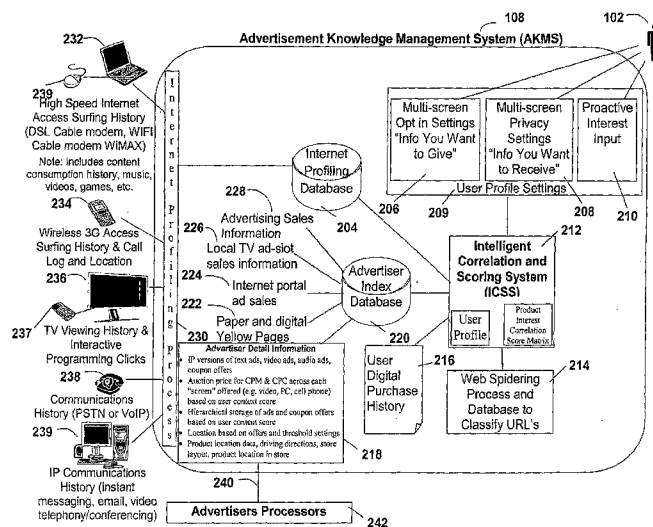 108
102
Advertisement Knowledge Management System (AKMS)
232
239
High Speed Internet
Access Surfing History
(DSL Cable modem, WIFI
Cable modem WiMAX)
Note: includes content
consumption history, music,
videos, games, etc.
234
Wireless 3G Access
Surfing History & Call
Log and Location
236
237
TV Viewing History &
Interactive
Programming Clicks
238
Communications
History (PSTN or VoIP)
239
IP Communications
History (instant
messaging, email, video
telephony/conferencing)
Internet Profiling Process
230
Internet
Profiling
Database
204
Multi-screen
Opt in Settings
"Info You Want
to Give"
Multi-screen
Privacy
Settings
"Info You Want
to Receive"
Proactive
Interest
input
User Profile Settings
206
209
208
210
228
Advertising Sales
Information
226
Local TV ad-slot
sales information
224
Internet portal
ad sales
222
Paper and digital
Yellow Pages
Advertiser
Index
Database
220
212
Intelligent
Correlation and
Scoring System
(ICSS)
User
Profile
Product
Interest
Correlation
Score Matrix
User
Digital
Purchase
History
216
214
Web Spidering
Process and
Database to
Classify URL's
Advertiser Detail Information
• IP versions of text ads, video ads, audio ads,
coupon offers
• Auction price for CPM & CPC across each
"screen" offered (e.g. video, PC, cell phone)
based on user content score
• Hierarchical storage of ads and coupon offers
based on user content score
• Location based on offers and threshold settings
• Product location data, driving directions, store
layout, product location in store
218
240
Advertisers Processors
242